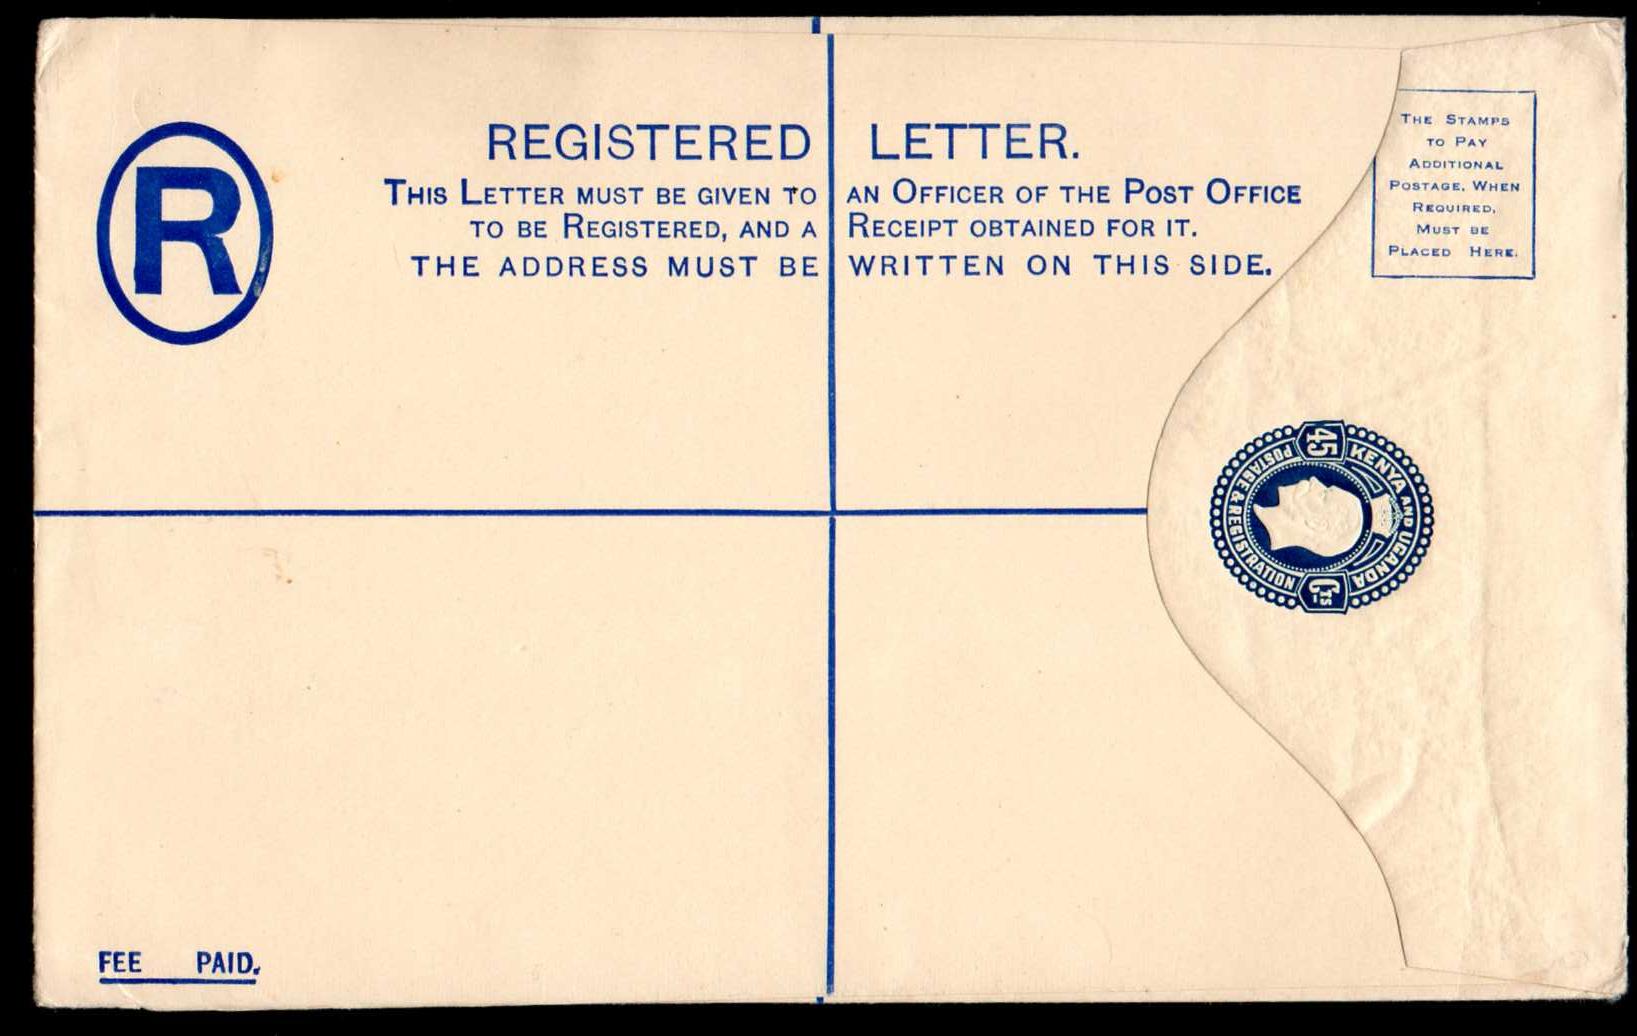 R
REGISTERED LETTER.
THIS LETTER MUST BE GIVEN TO AN OFFICER OF THE POST OFFICE
TO BE REGISTERED, AND A RECEIPT OBTAINED FOR IT.
THE ADDRESS MUST BE WRITTEN ON THIS SIDE.
THE STAMPS
TO PAY
ADDITIONAL
POSTAGE, WHEN
REQUIRED,
MUST BE
PLACED HERE.
45
KENYA AND UGANDA
POSTAGE & REGISTRATION
CTS
FEE PAID.